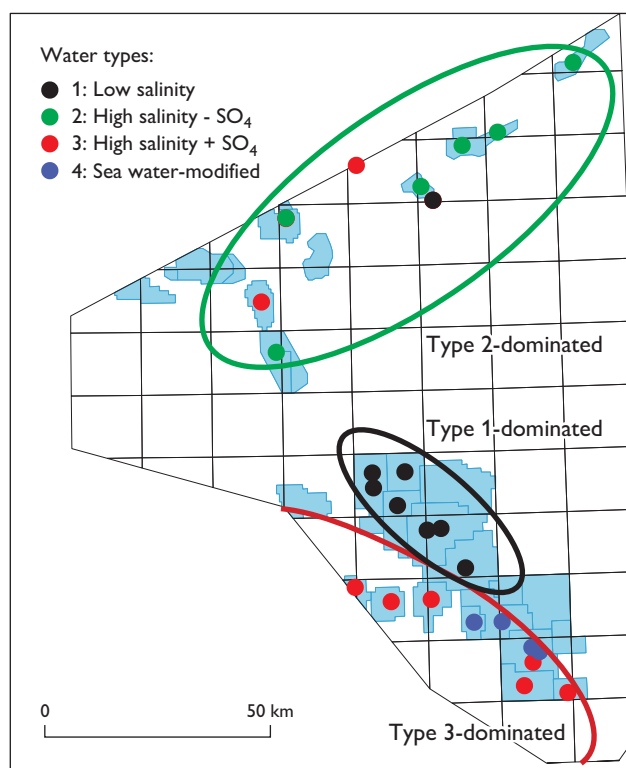 Water types:
1: Low salinity
2: High salinity - SO₄
3: High salinity + SO₄
4: Sea water-modified
Type 2-dominated
Type 1-dominated
0 50 km
Type 3-dominated